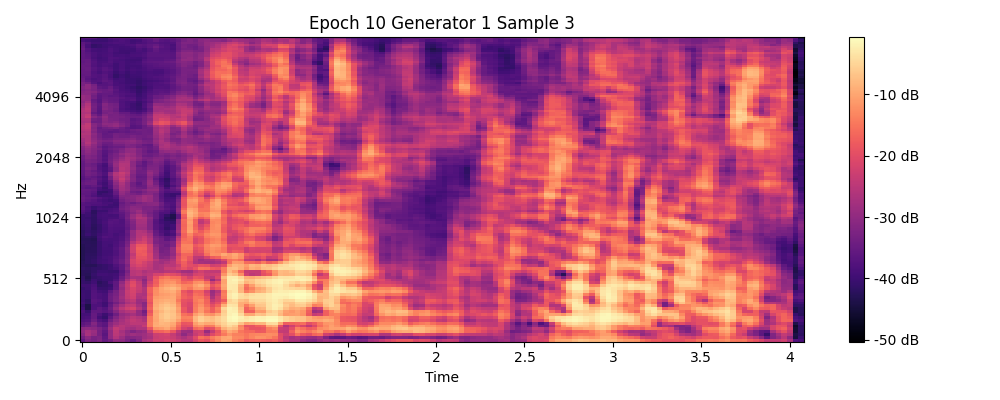 Epoch 10 Generator 1 Sample 3
Hz
4096
2048
1024
512
0
0 0.5 1 1.5 2 2.5 3 3.5 4
Time
-10 dB
-20 dB
-30 dB
-40 dB
-50 dB